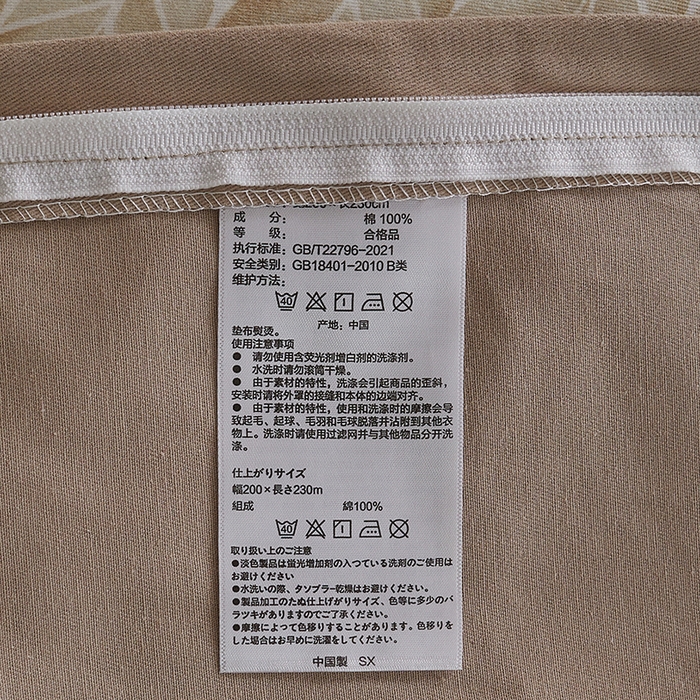 成 分： 棉 100%
等 级： 合格品
执行标准： GB/T22796-2021
安全类别： GB18401-2010 B类
维护方法：
40
产地：中国
垫布熨烫。
使用注意事项
● 请勿使用含荧光剂增白剂的洗涤剂。
● 水洗时请勿滚筒干燥。
● 由于素材的特性，洗涤会引起商品的歪斜，
安装时请将外罩的接缝和本体的边端对齐。
● 由于素材的特性，使用和洗涤时的摩擦会导
致起毛、起球、毛羽和毛球脱落并沾附到其他衣
物上。洗涤时请使用过滤网并与其他物品分开洗
涤。
仕上がりサイズ
幅200×長さ230m
組成 綿100%
40
取り扱い上のご注意
●淡色製品は蛍光増加剤の入つている洗剤のご使用は
お避けください
●水洗いの際、タソブラー乾燥はお避けください。
●製品加工のたぬ仕上げがりサイズ、色等に多少のバ
ラツキがありますのでご了承ください。
●摩擦によつて色移りすることがあります。色移りを
した場合はお早めに洗濯をしてください。
中国製 SX